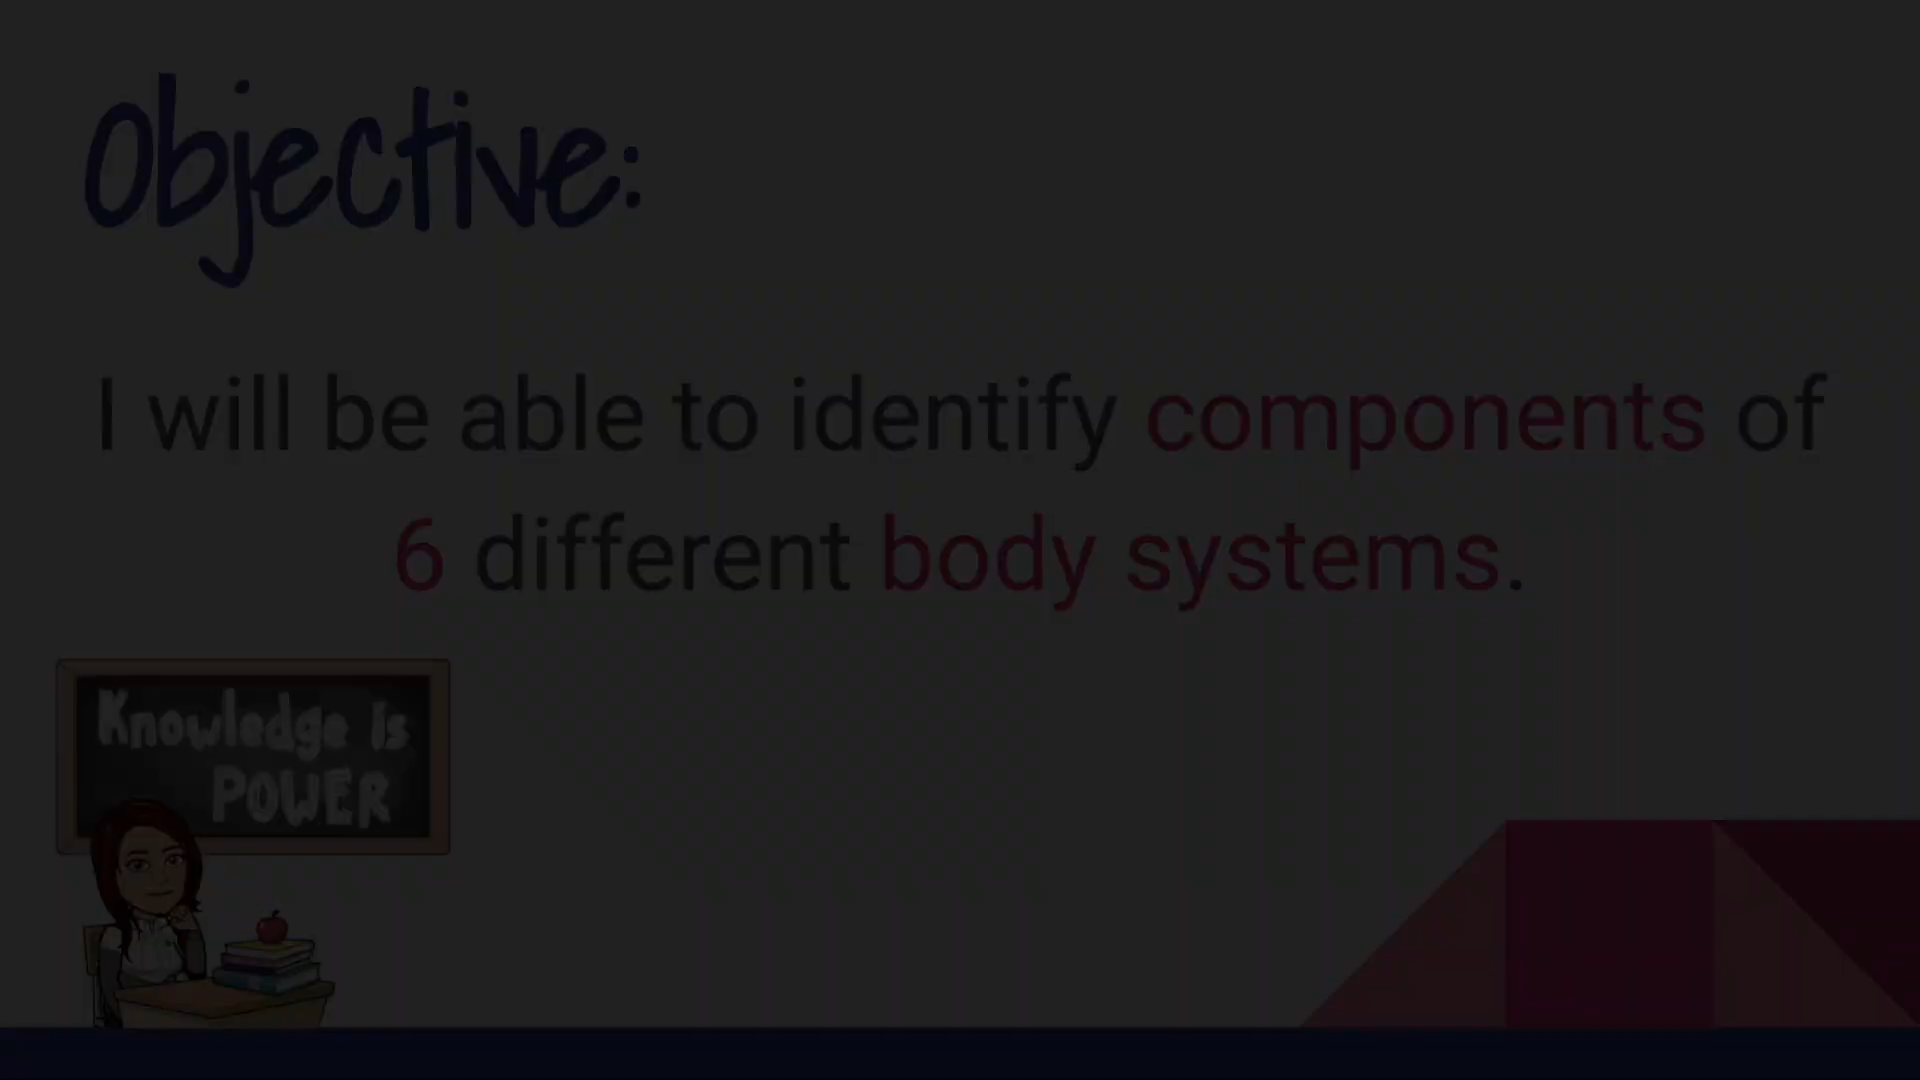 Objective:
I will be able to identify components of
6 different body systems.
Knowledge is
POWER